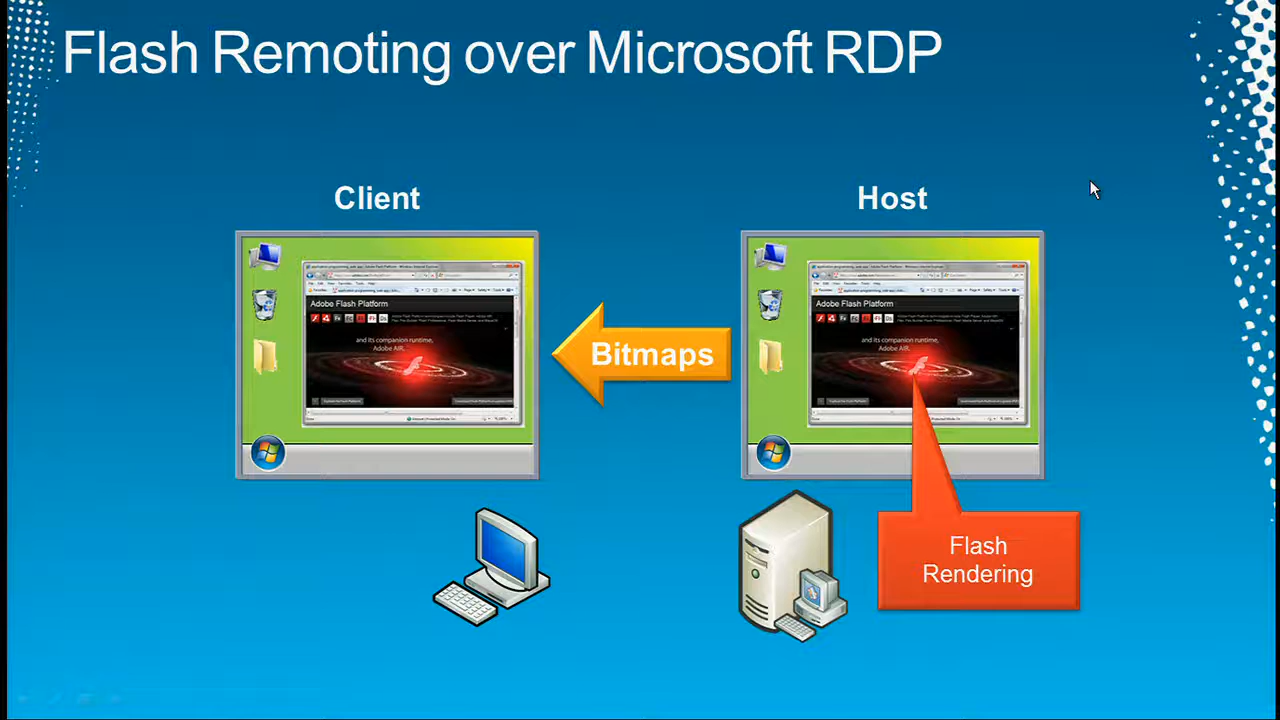 Flash Remoting over Microsoft RDP
Client
Host
Adobe Flash Platform
and its companion runtime,
Adobe AIR.
Bitmaps
Adobe Flash Platform
and its companion runtime,
Adobe AIR.
Flash
Rendering